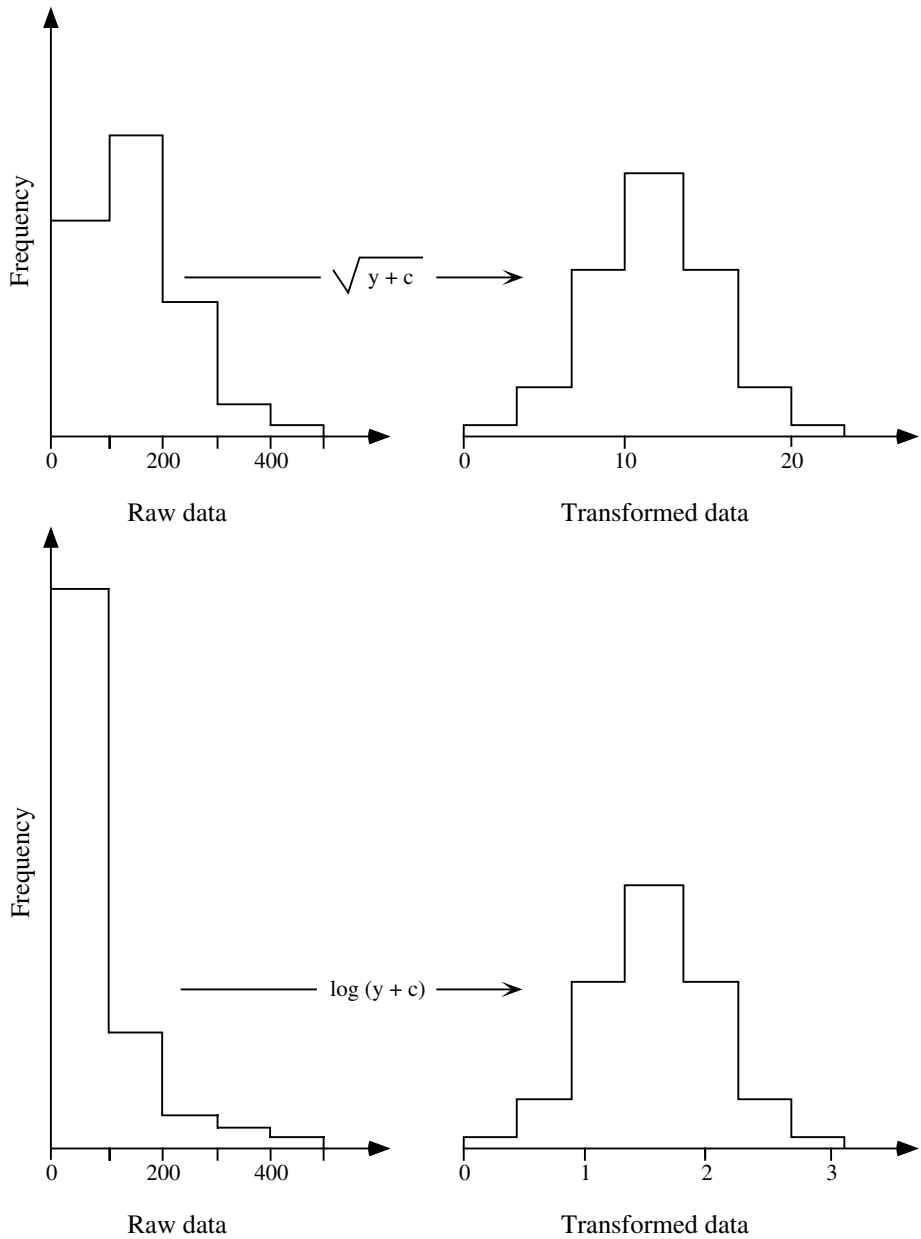 Frequency
√(y + c)
0 200 400
0 10 20
Raw data
Transformed data
Frequency
log (y + c)
0 200 400
0 1 2 3
Raw data
Transformed data